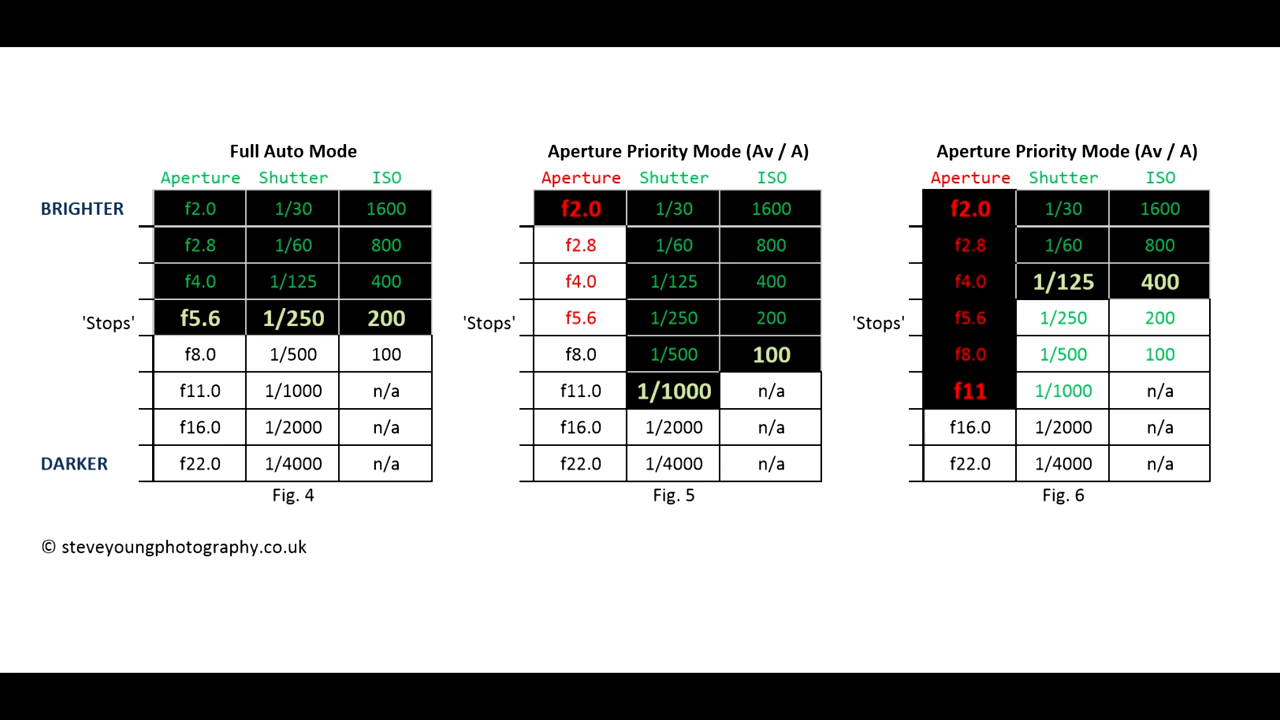 Full Auto Mode Aperture Priority Mode (Av / A) Aperture Priority Mode (Av / A)
Aperture Shutter ISO Aperture Shutter ISO Aperture Shutter ISO
BRIGHTER f2.0 1/30 1600 f2.0 1/30 1600 f2.0 1/30 1600
f2.8 1/60 800 f2.8 1/60 800 f2.8 1/60 800
f4.0 1/125 400 f4.0 1/125 400 f4.0 1/125 400
'Stops' f5.6 1/250 200 'Stops' f5.6 1/250 200 'Stops' f5.6 1/250 200
f8.0 1/500 100 f8.0 1/500 100 f8.0 1/500 100
f11.0 1/1000 n/a f11.0 1/1000 n/a f11 1/1000 n/a
f16.0 1/2000 n/a f16.0 1/2000 n/a f16.0 1/2000 n/a
DARKER f22.0 1/4000 n/a f22.0 1/4000 n/a f22.0 1/4000 n/a
Fig. 4 Fig. 5 Fig. 6
© steveyoungphotography.co.uk